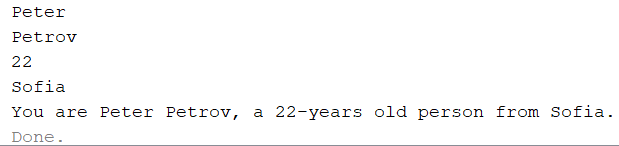 Peter
Petrov
22
Sofia
You are Peter Petrov, a 22-years old person from Sofia.
Done.